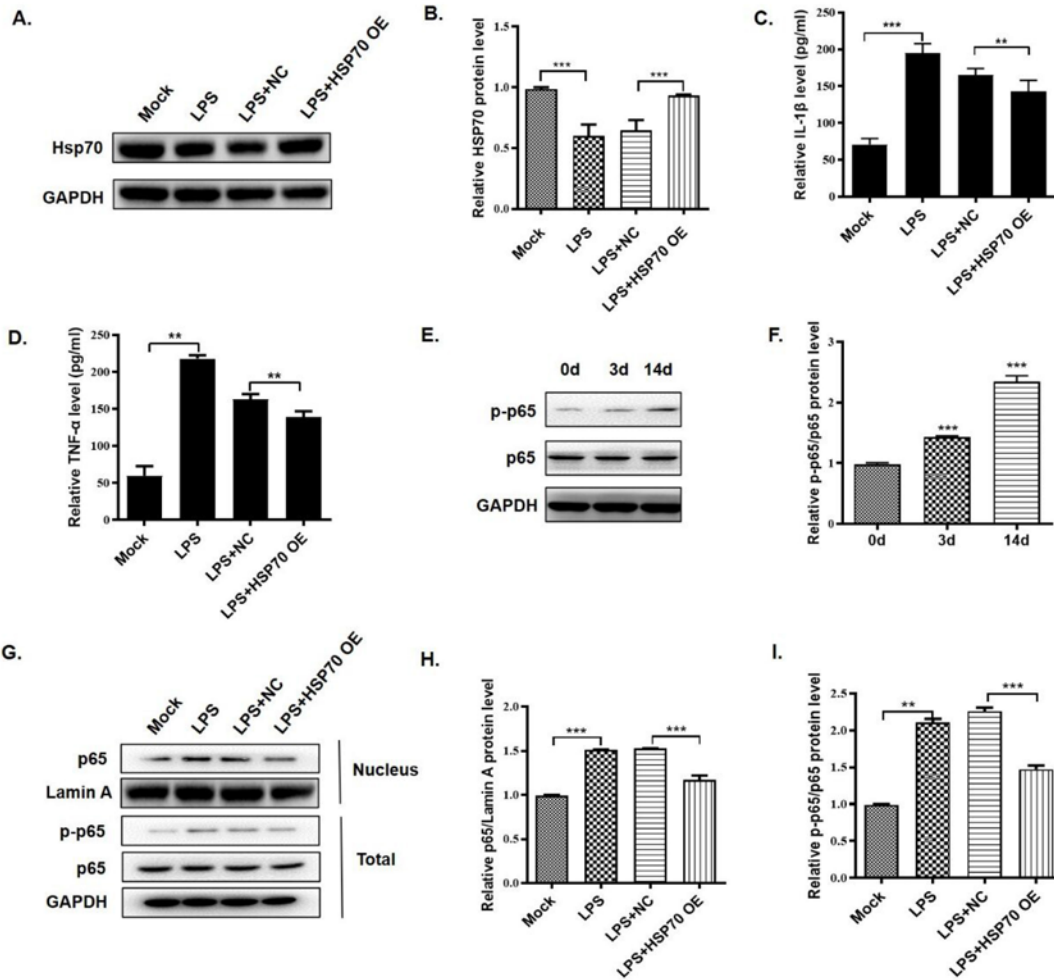 A.
Mock
LPS
LPS+NC
LPS+HSP70 OE
Hsp70
GAPDH
B.
Relative HSP70 protein level
1.5
1.0
0.5
0.0
***
***
Mock
LPS
LPS+NC
LPS+HSP70 OE
C.
Relative IL-1β level (pg/ml)
250
200
150
100
50
0
***
**
Mock
LPS
LPS+NC
LPS+HSP70 OE
D.
Relative TNF-α level (pg/ml)
250
200
150
100
50
0
**
**
Mock
LPS
LPS+NC
LPS+HSP70 OE
E.
0d 3d 14d
p-p65
p65
GAPDH
F.
Relative p-p65/p65 protein level
3
2
1
0
***
***
0d 3d 14d
G.
Mock
LPS
LPS+NC
LPS+HSP70 OE
p65
Lamin A
Nucleus
p-p65
p65
GAPDH
Total
H.
Relative p65/Lamin A protein level
2.0
1.5
1.0
0.5
0.0
***
***
Mock
LPS
LPS+NC
LPS+HSP70 OE
I.
Relative p-p65/p65 protein level
2.5
2.0
1.5
1.0
0.5
0.0
**
***
Mock
LPS
LPS+NC
LPS+HSP70 OE